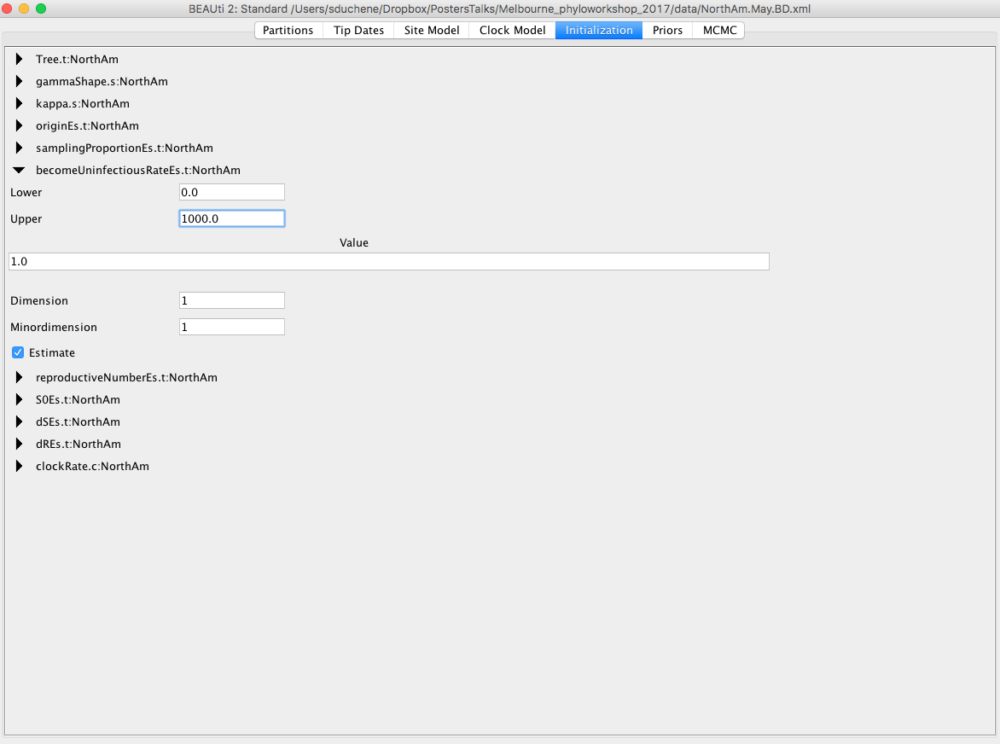 BEAUti 2: Standard /Users/sduchene/Dropbox/PostersTalks/Melbourne_phyloworkshop_2017/data/NorthAm.May.BD.xml
Partitions Tip Dates Site Model Clock Model Initialization Priors MCMC
Tree.t:NorthAm
gammaShape.s:NorthAm
kappa.s:NorthAm
originEs.t:NorthAm
samplingProportionEs.t:NorthAm
becomeUninfectiousRateEs.t:NorthAm
Lower 0.0
Upper 1000.0
Value
1.0
Dimension 1
Minordimension 1
Estimate
reproductiveNumberEs.t:NorthAm
S0Es.t:NorthAm
dSEs.t:NorthAm
dREs.t:NorthAm
clockRate.c:NorthAm